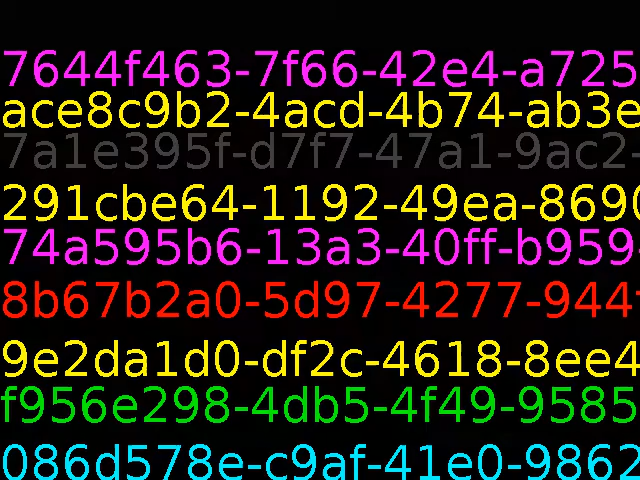 7644f463-7f66-42e4-a725
ace8c9b2-4acd-4b74-ab3e
7a1e395f-d7f7-47a1-9ac2-
291cbe64-1192-49ea-8690
74a595b6-13a3-40ff-b959-
8b67b2a0-5d97-4277-944f
9e2da1d0-df2c-4618-8ee4
f956e298-4db5-4f49-9585
086d578e-c9af-41e0-9862